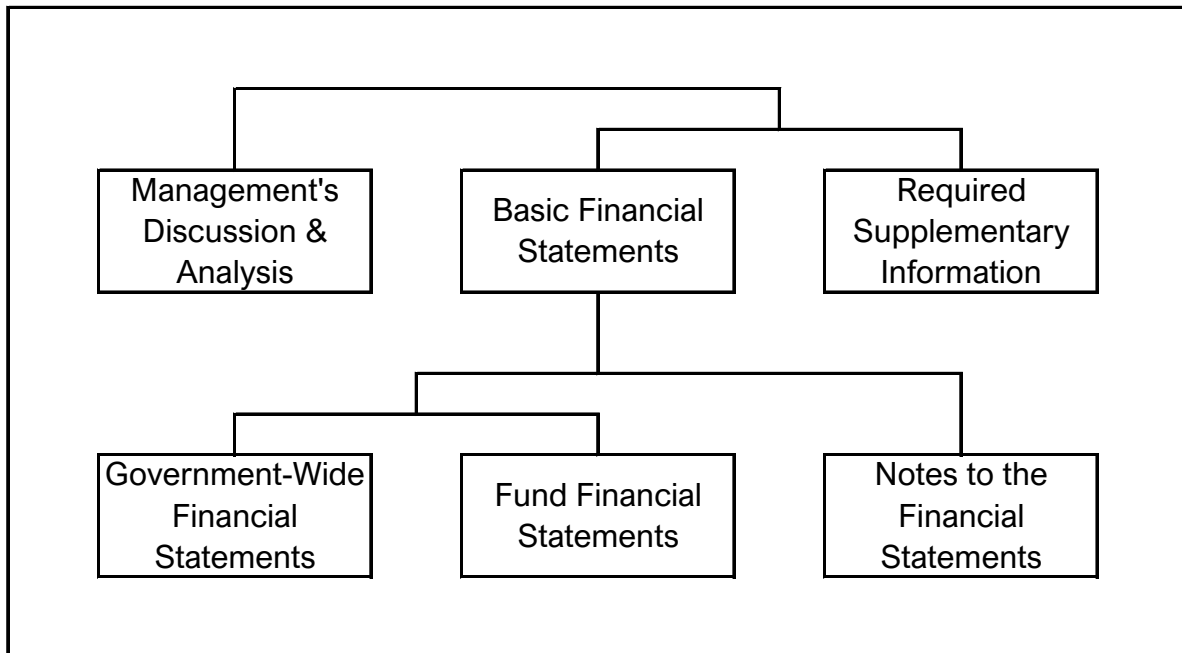 Management's
Discussion &
Analysis
Basic Financial
Statements
Required
Supplementary
Information
Government-Wide
Financial
Statements
Fund Financial
Statements
Notes to the
Financial
Statements